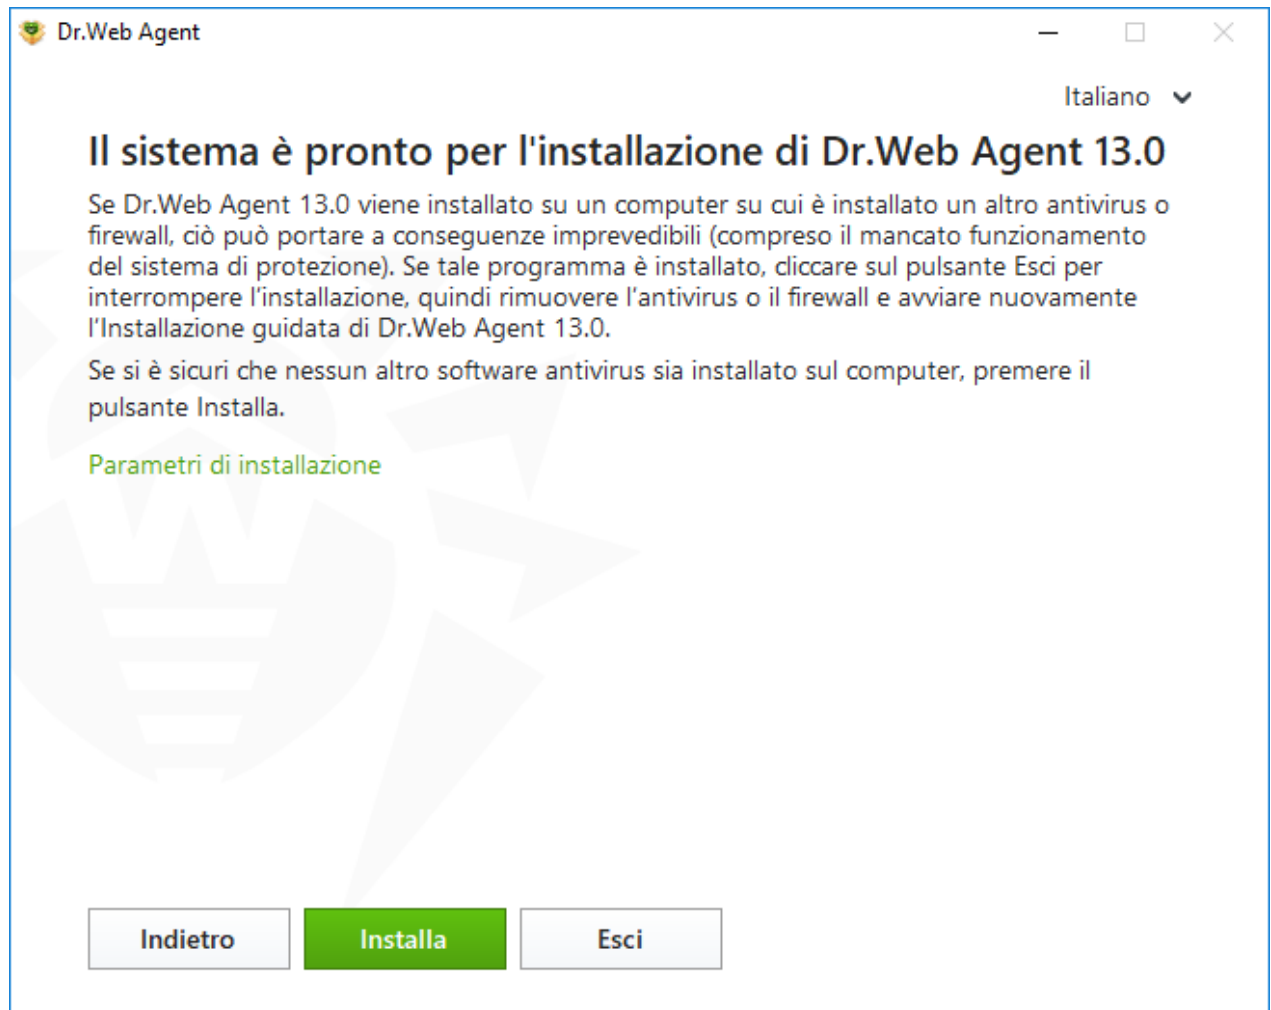 Dr.Web Agent
Italiano
Il sistema è pronto per l'installazione di Dr.Web Agent 13.0
Se Dr.Web Agent 13.0 viene installato su un computer su cui è installato un altro antivirus o
firewall, ciò può portare a conseguenze imprevedibili (compreso il mancato funzionamento
del sistema di protezione). Se tale programma è installato, cliccare sul pulsante Esci per
interrompere l’installazione, quindi rimuovere l’antivirus o il firewall e avviare nuovamente
l’Installazione guidata di Dr.Web Agent 13.0.
Se si è sicuri che nessun altro software antivirus sia installato sul computer, premere il
pulsante Installa.
Parametri di installazione
Indietro
Installa
Esci